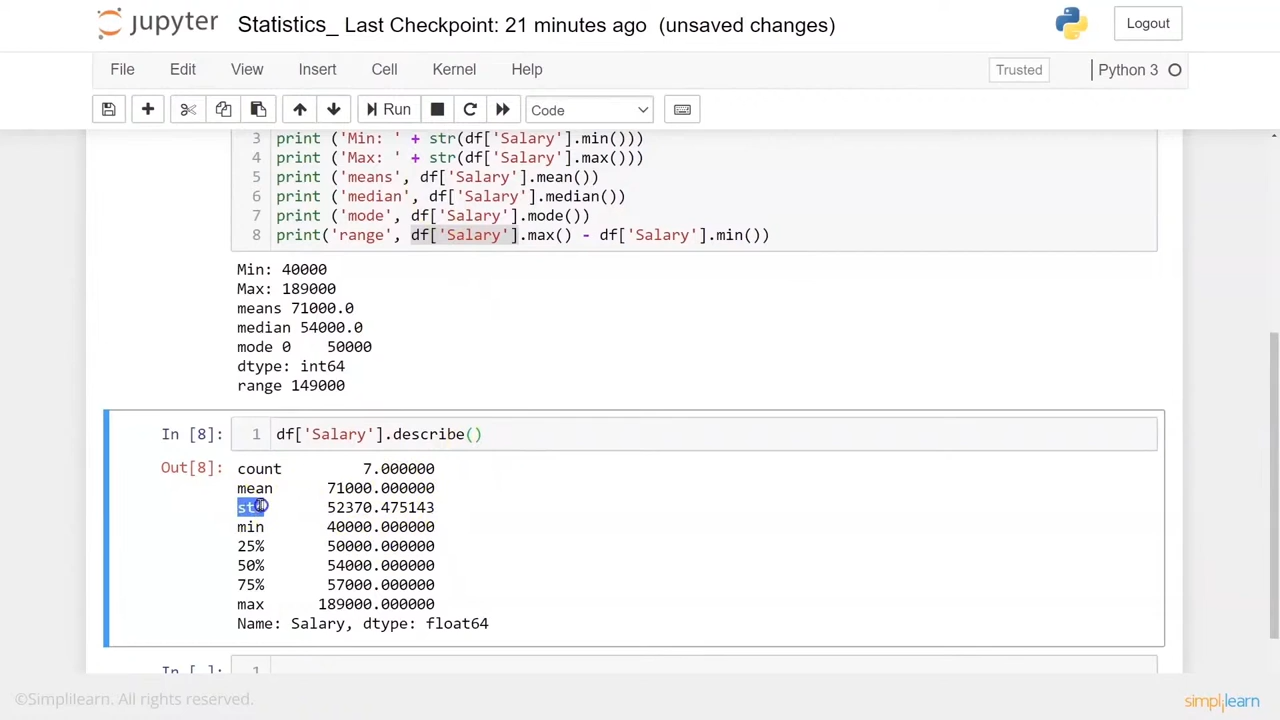 jupyter Statistics_ Last Checkpoint: 21 minutes ago (unsaved changes) Logout
File Edit View Insert Cell Kernel Help Trusted Python 3
Run Code
3 print ('Min: ' + str(df['Salary'].min()))
4 print ('Max: ' + str(df['Salary'].max()))
5 print ('means', df['Salary'].mean())
6 print ('median', df['Salary'].median())
7 print ('mode', df['Salary'].mode())
8 print('range', df['Salary'].max() - df['Salary'].min())
Min: 40000
Max: 189000
means 71000.0
median 54000.0
mode 0 50000
dtype: int64
range 149000
In [8]: 1 df['Salary'].describe()
Out[8]: count 7.000000
mean 71000.000000
std 52370.475143
min 40000.000000
25% 50000.000000
50% 54000.000000
75% 57000.000000
max 189000.000000
Name: Salary, dtype: float64
In [ ]: 1
©Simplilearn. All rights reserved. simplilearn